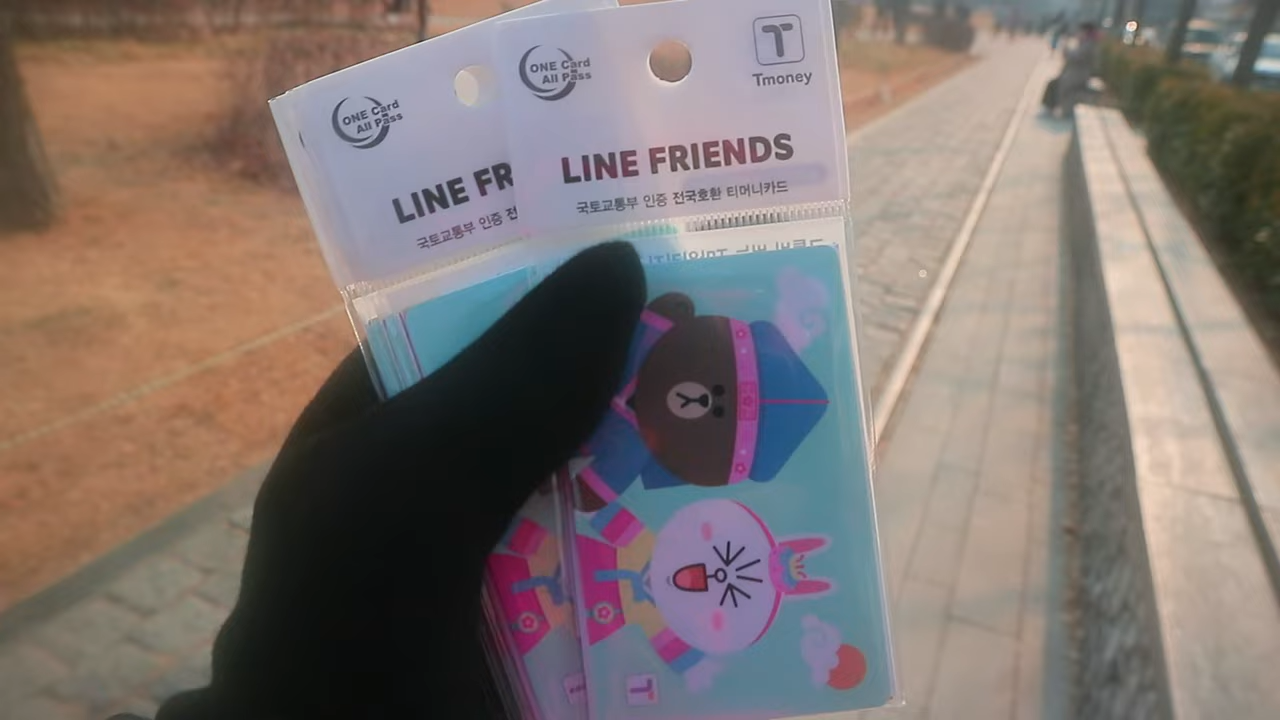 ONE Card
All Pass
LINE FR
국토교통부 인증 전
ONE Card
All Pass
Tmoney
LINE FRIENDS
국토교통부 인증 전국호환 티머니카드